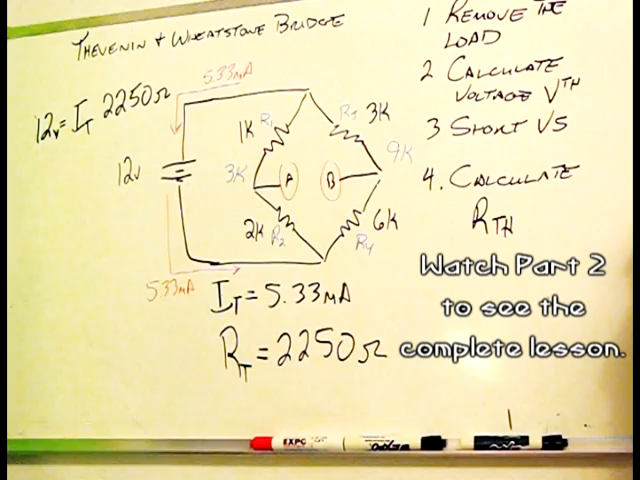 THEVENIN & WHEATSTONE BRIDGE
12v = IT 2250Ω
5.33mA
12v
1K R1
R3 3K
3K
9K
A
B
2K R2
R4 6K
5.33mA
IT = 5.33mA
RT = 2250Ω
1 REMOVE THE
LOAD
2 CALCULATE
VOLTAGE VTH
3 SHORT VS
4. CALCULATE
RTH
Watch Part 2
to see the
complete lesson.
EXPO